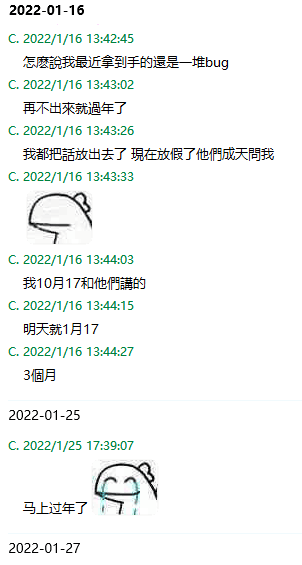 2022-01-16
C. 2022/1/16 13:42:45
怎麽說我最近拿到手的還是一堆bug
C. 2022/1/16 13:43:02
再不出來就過年了
C. 2022/1/16 13:43:26
我都把話放出去了 現在放假了他們成天問我
C. 2022/1/16 13:43:33
C. 2022/1/16 13:44:03
我10月17和他們講的
C. 2022/1/16 13:44:15
明天就1月17
C. 2022/1/16 13:44:27
3個月
2022-01-25
C. 2022/1/25 17:39:07
马上过年了
2022-01-27